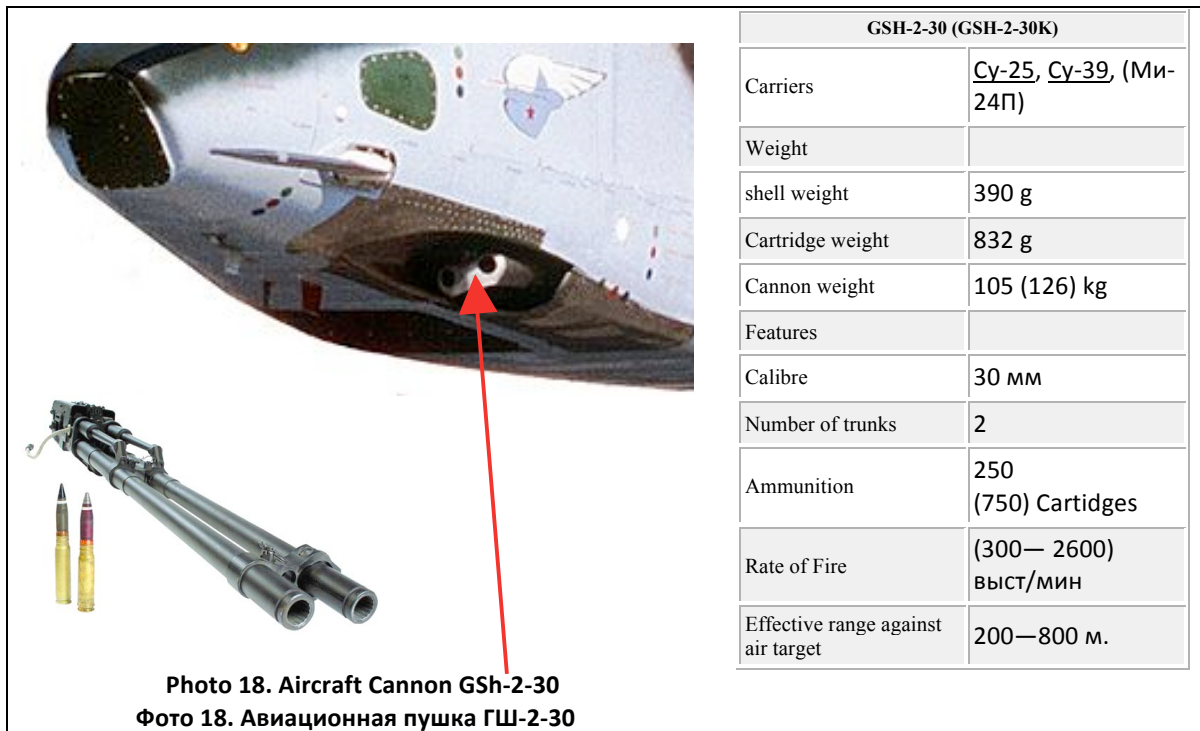 GSH-2-30 (GSH-2-30K)
Carriers
Су-25, Су-39, (Ми-
24П)
Weight
shell weight
390 g
Cartridge weight
832 g
Cannon weight
105 (126) kg
Features
Calibre
30 мм
Number of trunks
2
Ammunition
250
(750) Cartidges
Rate of Fire
(300— 2600)
выст/мин
Effective range against
air target
200—800 м.
Photo 18. Aircraft Cannon GSh-2-30
Фото 18. Авиационная пушка ГШ-2-30